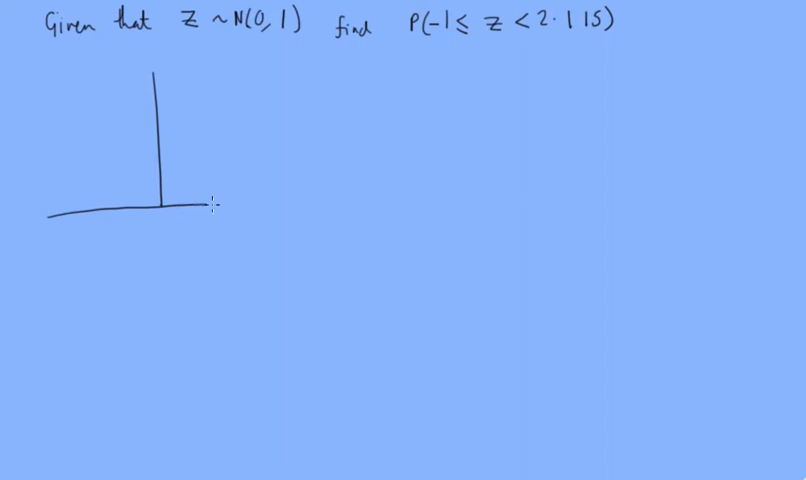 Given that Z ~ N(0, 1) find P(-1 ≤ Z < 2.115)